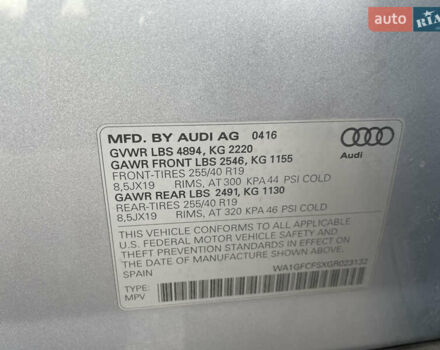 auto RIA
MFD. BY AUDI AG 0416
GVWR LBS 4894, KG 2220
GAWR FRONT LBS 2546, KG 1155
FRONT-TIRES 255/40 R19
8,5JX19 RIMS, AT 300 KPA 44 PSI COLD
GAWR REAR LBS 2491, KG 1130
REAR-TIRES 255/40 R19
8,5JX19 RIMS, AT 320 KPA 46 PSI COLD
Audi
THIS VEHICLE CONFORMS TO ALL APPLICABLE
U.S. FEDERAL MOTOR VEHICLE SAFETY, BUMPER, AND
THEFT PREVENTION STANDARDS IN EFFECT ON THE
DATE OF MANUFACTURE SHOWN ABOVE.
SPAIN
TYPE: WA1GFCFSXGR023132
MPV